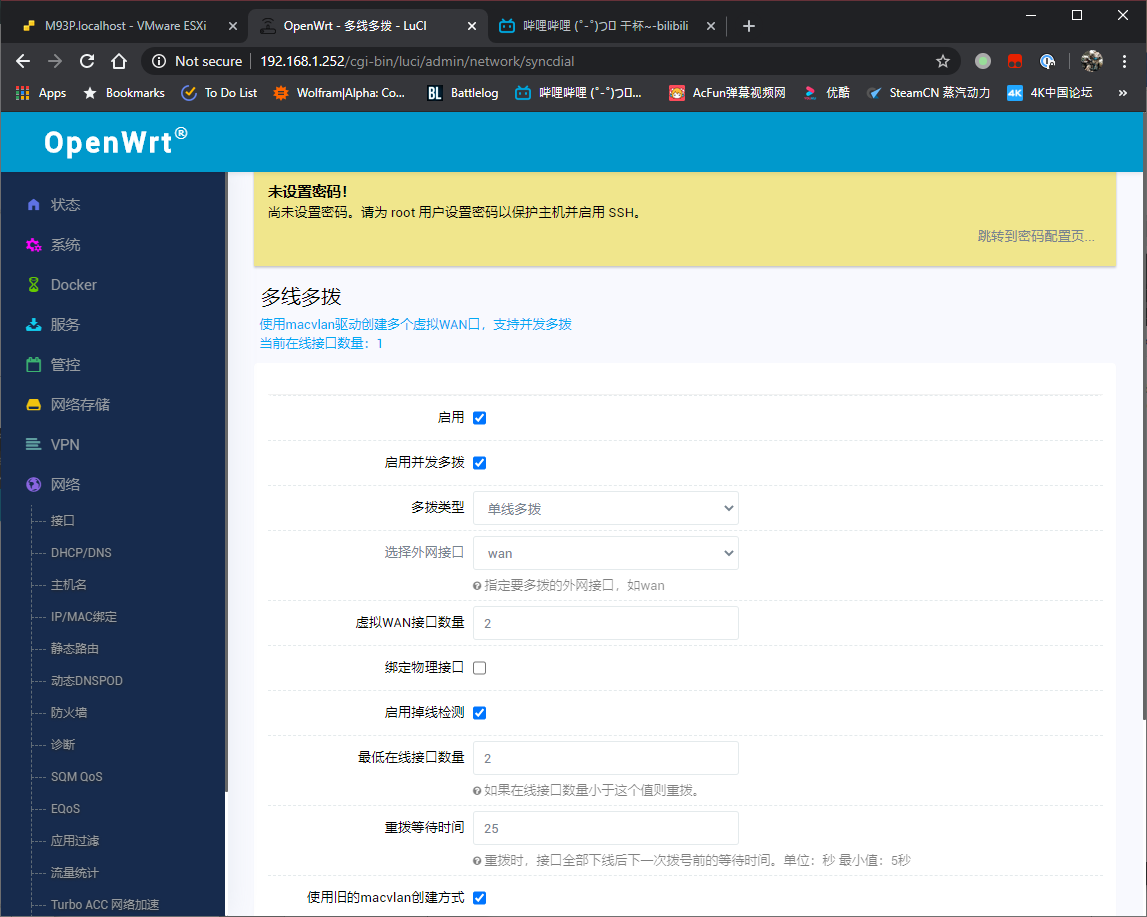 M93P.localhost - VMware ESXi
OpenWrt - 多线多拨 - LuCI
哔哩哔哩 (゜-゜)つロ 干杯~-bilibili
Not secure
192.168.1.252/cgi-bin/luci/admin/network/syncdial
Apps
Bookmarks
To Do List
Wolfram|Alpha: Co...
BL
Battlelog
哔哩哔哩 (゜-゜)つロ...
AcFun弹幕视频网
优酷
SteamCN 蒸汽动力
4K
4K中国论坛
»
OpenWrt®
状态
系统
Docker
服务
管控
网络存储
VPN
网络
接口
DHCP/DNS
主机名
IP/MAC绑定
静态路由
动态DNSPOD
防火墙
诊断
SQM QoS
EQoS
应用过滤
流量统计
Turbo ACC 网络加速
未设置密码！
尚未设置密码。请为 root 用户设置密码以保护主机并启用 SSH。
跳转到密码配置页...
多线多拨
使用macvlan驱动创建多个虚拟WAN口，支持并发多拨
当前在线接口数量：1
启用
启用并发多拨
多拨类型
单线多拨
选择外网接口
wan
指定要多拨的外网接口，如wan
虚拟WAN接口数量
2
绑定物理接口
启用掉线检测
最低在线接口数量
2
如果在线接口数量小于这个值则重拨。
重拨等待时间
25
重拨时，接口全部下线后下一次拨号前的等待时间。单位：秒 最小值：5秒
使用旧的macvlan创建方式